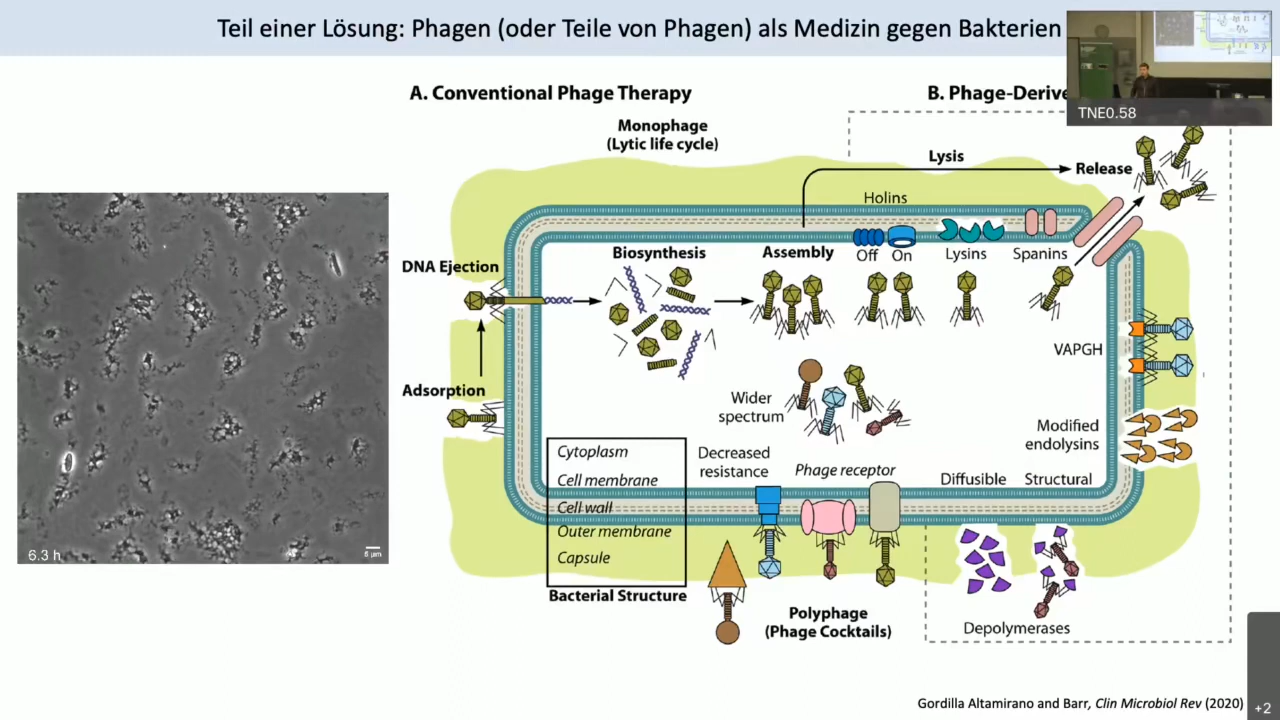 Teil einer Lösung: Phagen (oder Teile von Phagen) als Medizin gegen Bakterien
TNE0.58
A. Conventional Phage Therapy
B. Phage-Derive
Monophage
(Lytic life cycle)
Lysis
Release
Holins
DNA Ejection
Biosynthesis
Assembly
Off
On
Lysins
Spanins
VAPGH
Adsorption
Wider
spectrum
Modified
endolysins
Cytoplasm
Cell membrane
Cell wall
Outer membrane
Capsule
Bacterial Structure
Decreased
resistance
Phage receptor
Diffusible
Structural
6.3 h
5 µm
Polyphage
(Phage Cocktails)
Depolymerases
Gordilla Altamirano and Barr, Clin Microbiol Rev (2020)
+2